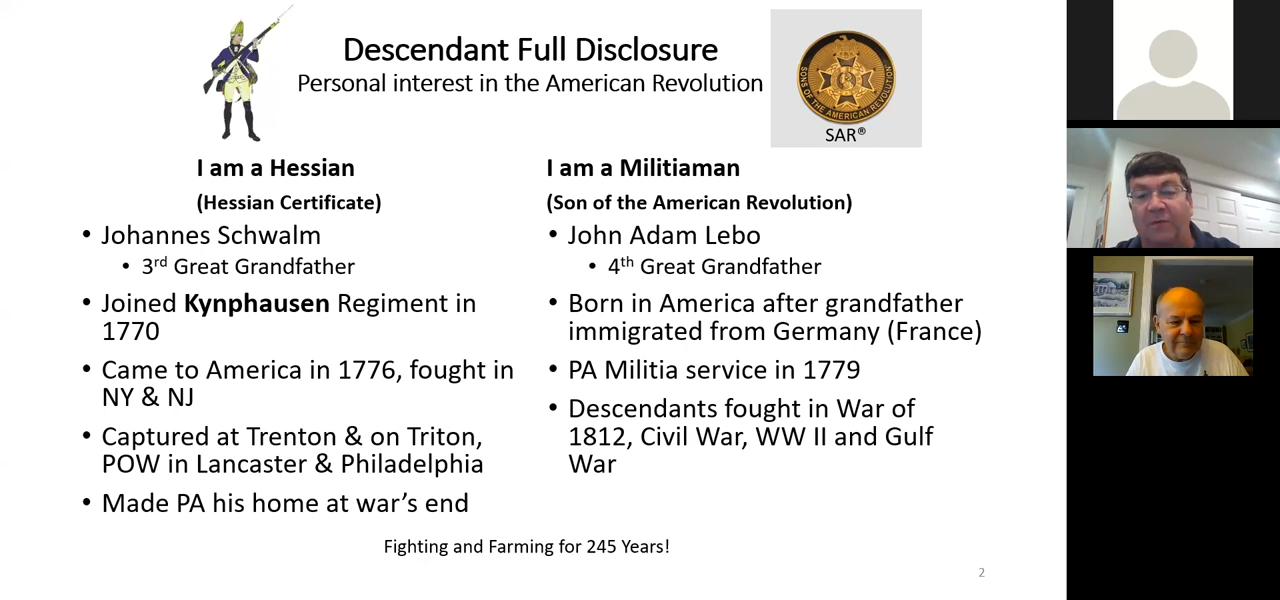 Descendant Full Disclosure
Personal interest in the American Revolution
SONS OF THE AMERICAN REVOLUTION
SAR®
I am a Hessian
(Hessian Certificate)
• Johannes Schwalm
• 3rd Great Grandfather
• Joined Kynphausen Regiment in
1770
• Came to America in 1776, fought in
NY & NJ
• Captured at Trenton & on Triton,
POW in Lancaster & Philadelphia
• Made PA his home at war’s end
I am a Militiaman
(Son of the American Revolution)
• John Adam Lebo
• 4th Great Grandfather
• Born in America after grandfather
immigrated from Germany (France)
• PA Militia service in 1779
• Descendants fought in War of
1812, Civil War, WW II and Gulf
War
Fighting and Farming for 245 Years!
2